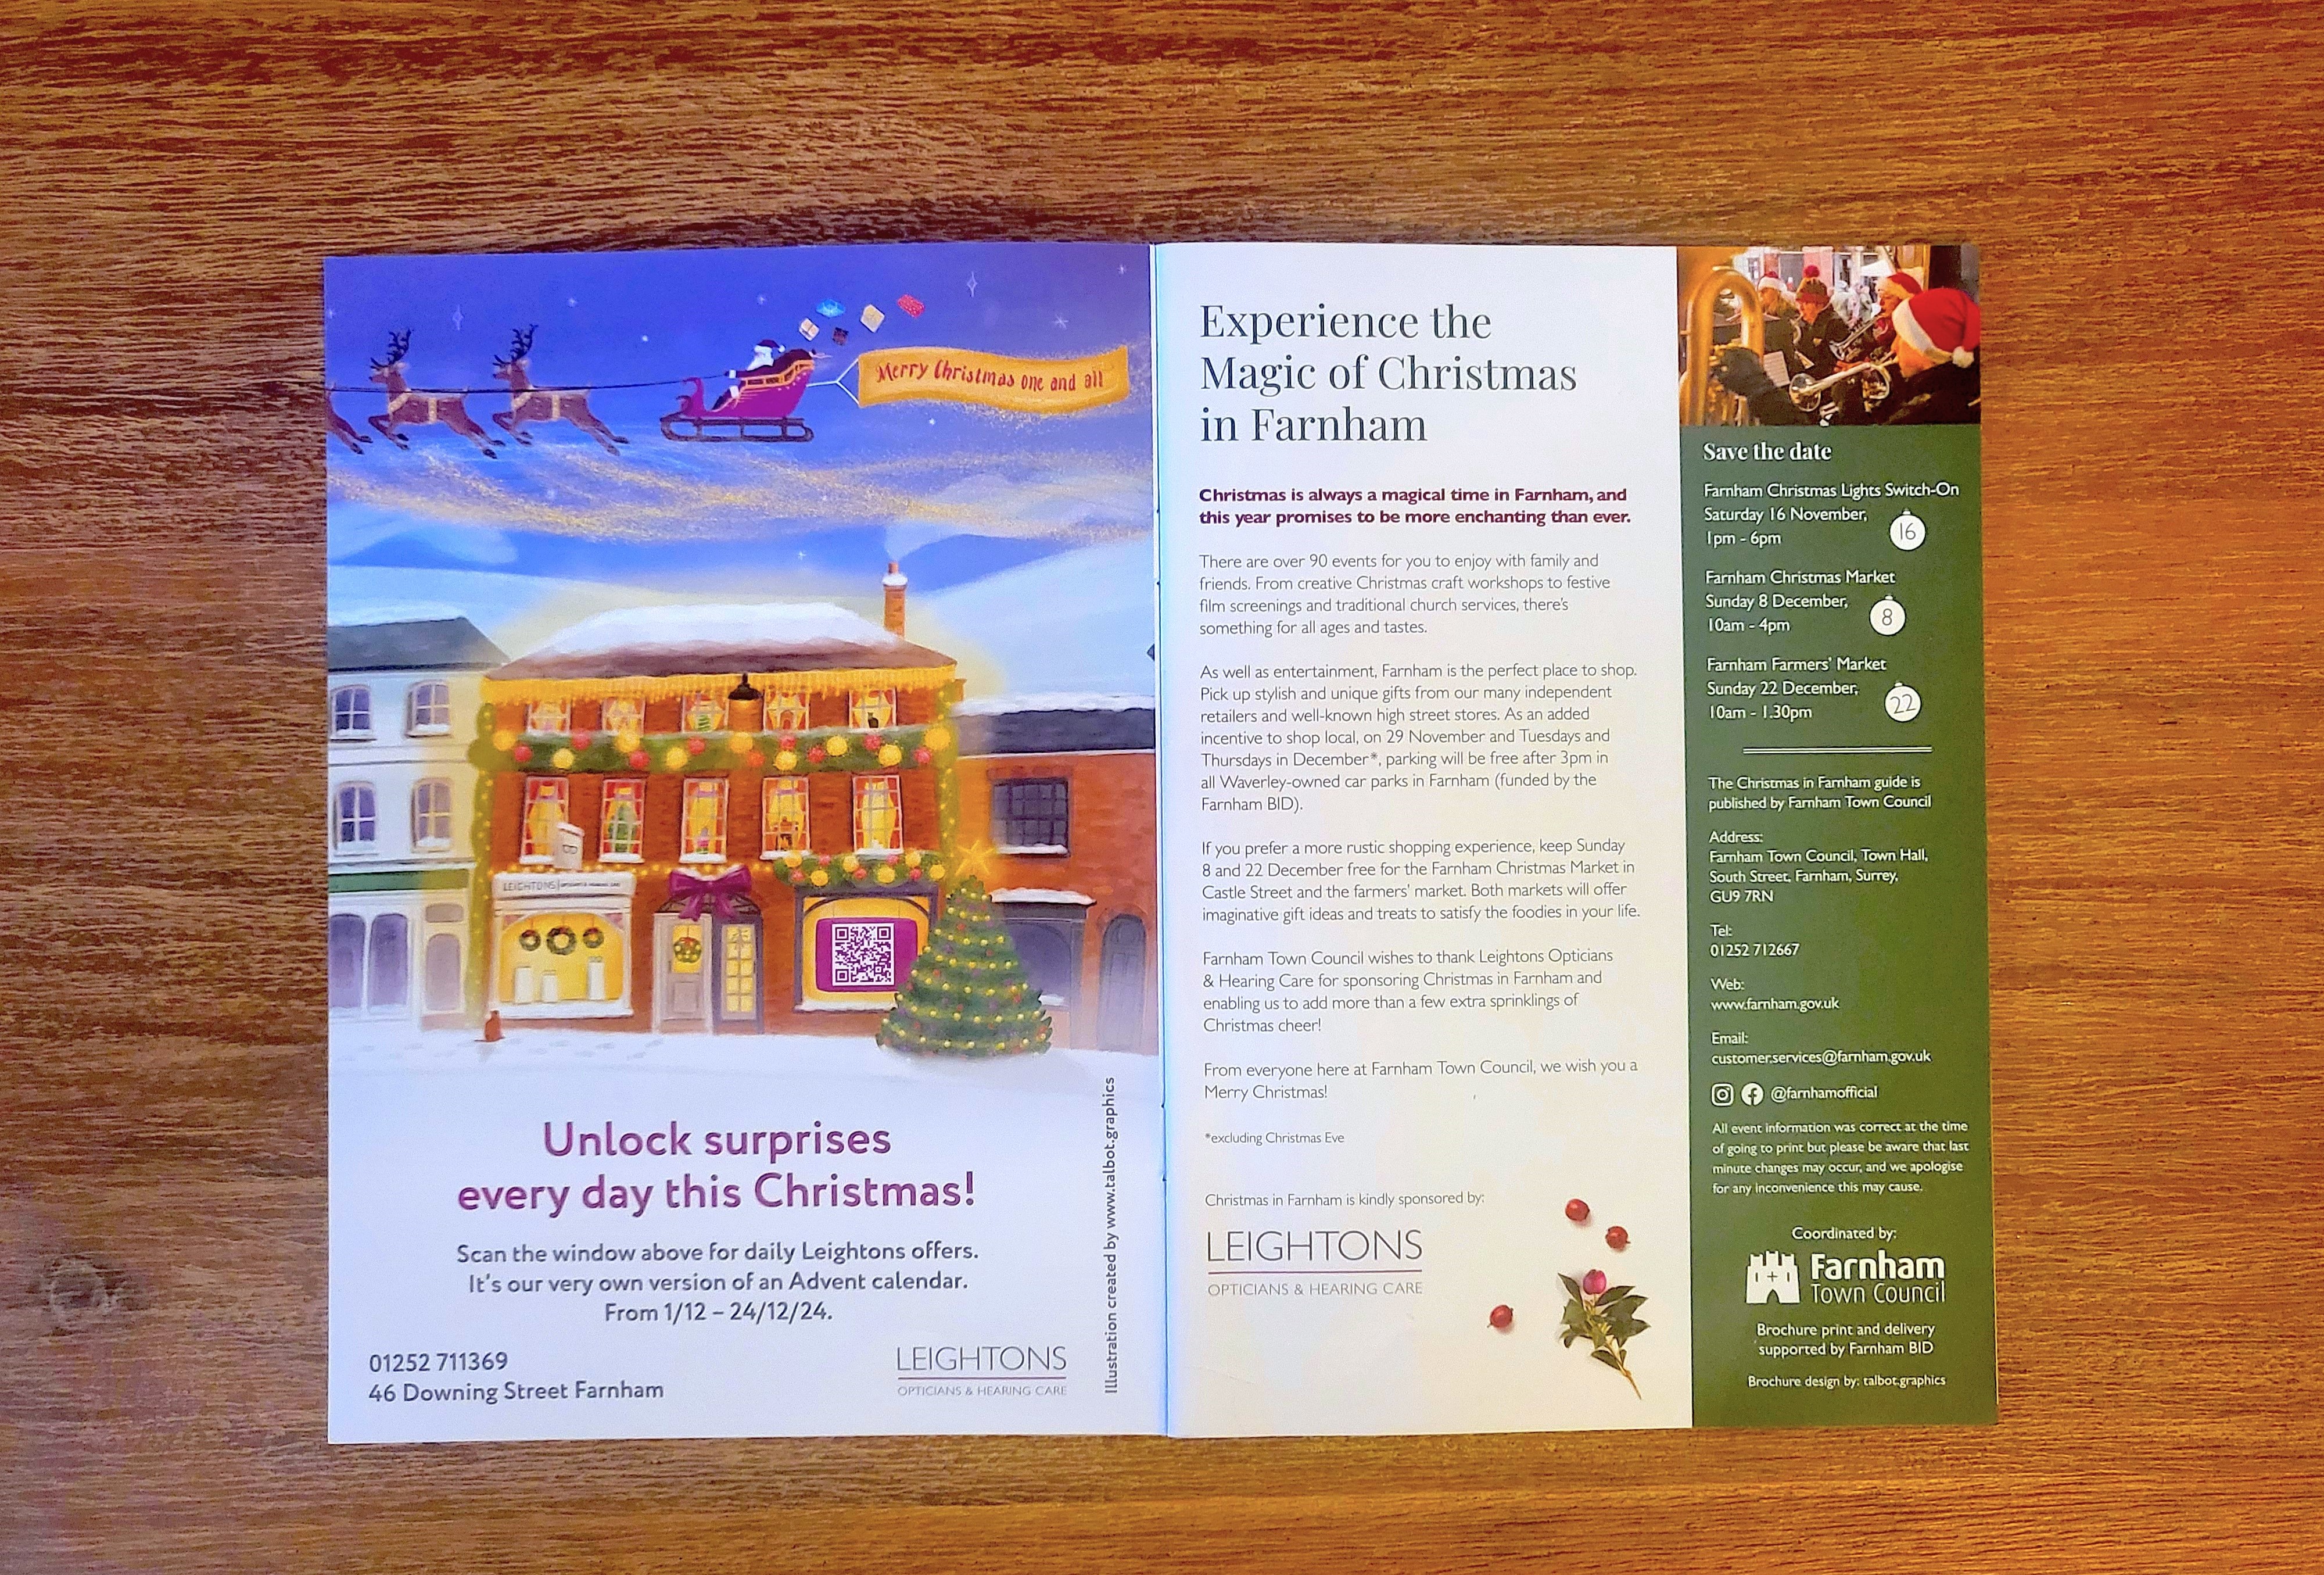 Merry Christmas one and all
LEIGHTONS
Unlock surprises
every day this Christmas!
Scan the window above for daily Leightons offers.
It's our very own version of an Advent calendar.
From 1/12 – 24/12/24.
01252 711369
46 Downing Street Farnham
LEIGHTONS
OPTICIANS & HEARING CARE
Illustration created by www.talbot.graphics
Experience the
Magic of Christmas
in Farnham
Christmas is always a magical time in Farnham, and
this year promises to be more enchanting than ever.
There are over 90 events for you to enjoy with family and
friends. From creative Christmas craft workshops to festive
film screenings and traditional church services, there's
something for all ages and tastes.
As well as entertainment, Farnham is the perfect place to shop.
Pick up stylish and unique gifts from our many independent
retailers and well-known high street stores. As an added
incentive to shop local, on 29 November and Tuesdays and
Thursdays in December*, parking will be free after 3pm in
all Waverley-owned car parks in Farnham (funded by the
Farnham BID).
If you prefer a more rustic shopping experience, keep Sunday
8 and 22 December free for the Farnham Christmas Market in
Castle Street and the farmers' market. Both markets will offer
imaginative gift ideas and treats to satisfy the foodies in your life.
Farnham Town Council wishes to thank Leightons Opticians
& Hearing Care for sponsoring Christmas in Farnham and
enabling us to add more than a few extra sprinklings of
Christmas cheer!
From everyone here at Farnham Town Council, we wish you a
Merry Christmas!
*excluding Christmas Eve
Christmas in Farnham is kindly sponsored by:
LEIGHTONS
OPTICIANS & HEARING CARE
Save the date
Farnham Christmas Lights Switch-On
Saturday 16 November,
1pm - 6pm
16
Farnham Christmas Market
Sunday 8 December,
10am - 4pm
8
Farnham Farmers' Market
Sunday 22 December,
10am - 1.30pm
22
The Christmas in Farnham guide is
published by Farnham Town Council
Address:
Farnham Town Council, Town Hall,
South Street, Farnham, Surrey,
GU9 7RN
Tel:
01252 712667
Web:
www.farnham.gov.uk
Email:
customer.services@farnham.gov.uk
@farnhamofficial
All event information was correct at the time
of going to print but please be aware that last
minute changes may occur, and we apologise
for any inconvenience this may cause.
Coordinated by:
Farnham
Town Council
Brochure print and delivery
supported by Farnham BID
Brochure design by: talbot.graphics